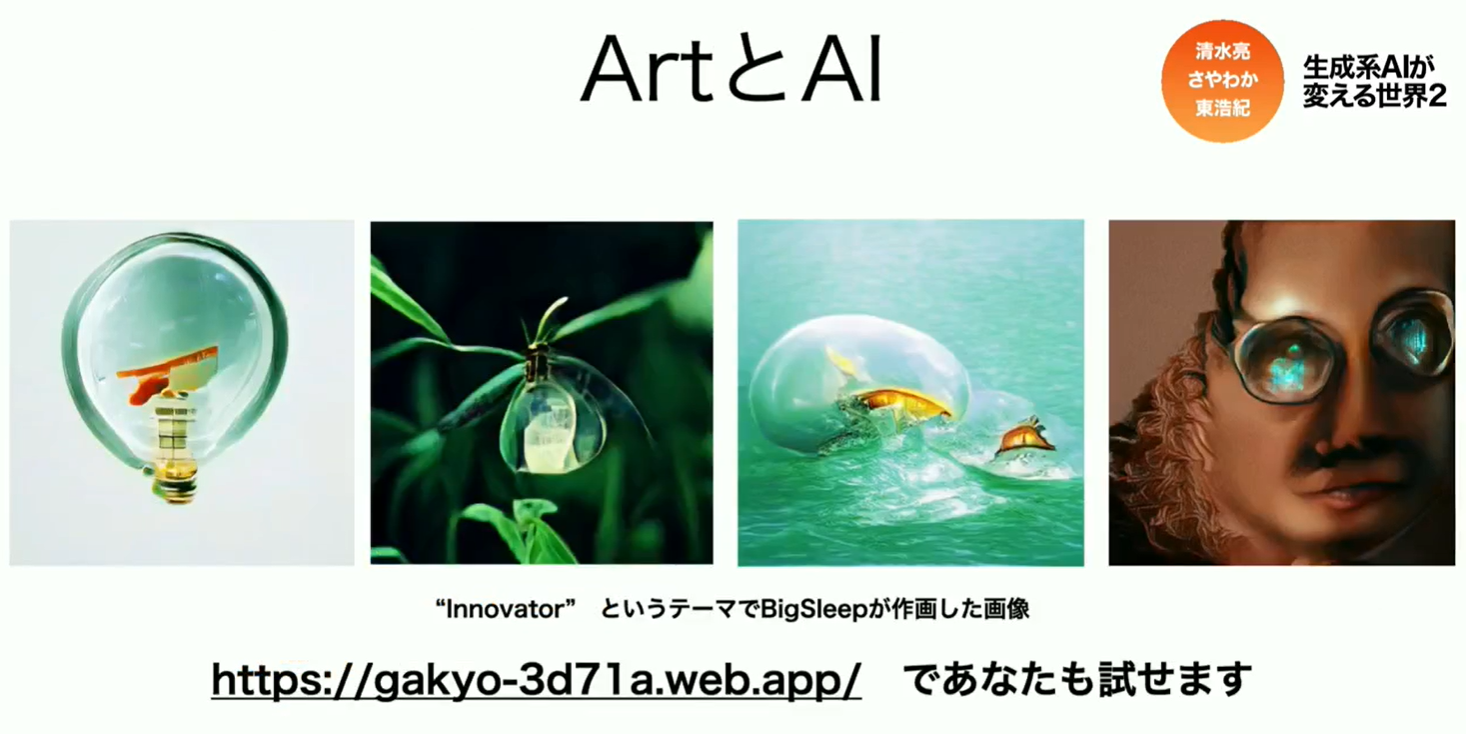 ArtとAI
清水亮
さやわか
東浩紀
生成系AIが
変える世界2
“Innovator”　というテーマでBigSleepが作画した画像
https://gakyo-3d71a.web.app/　であなたも試せます